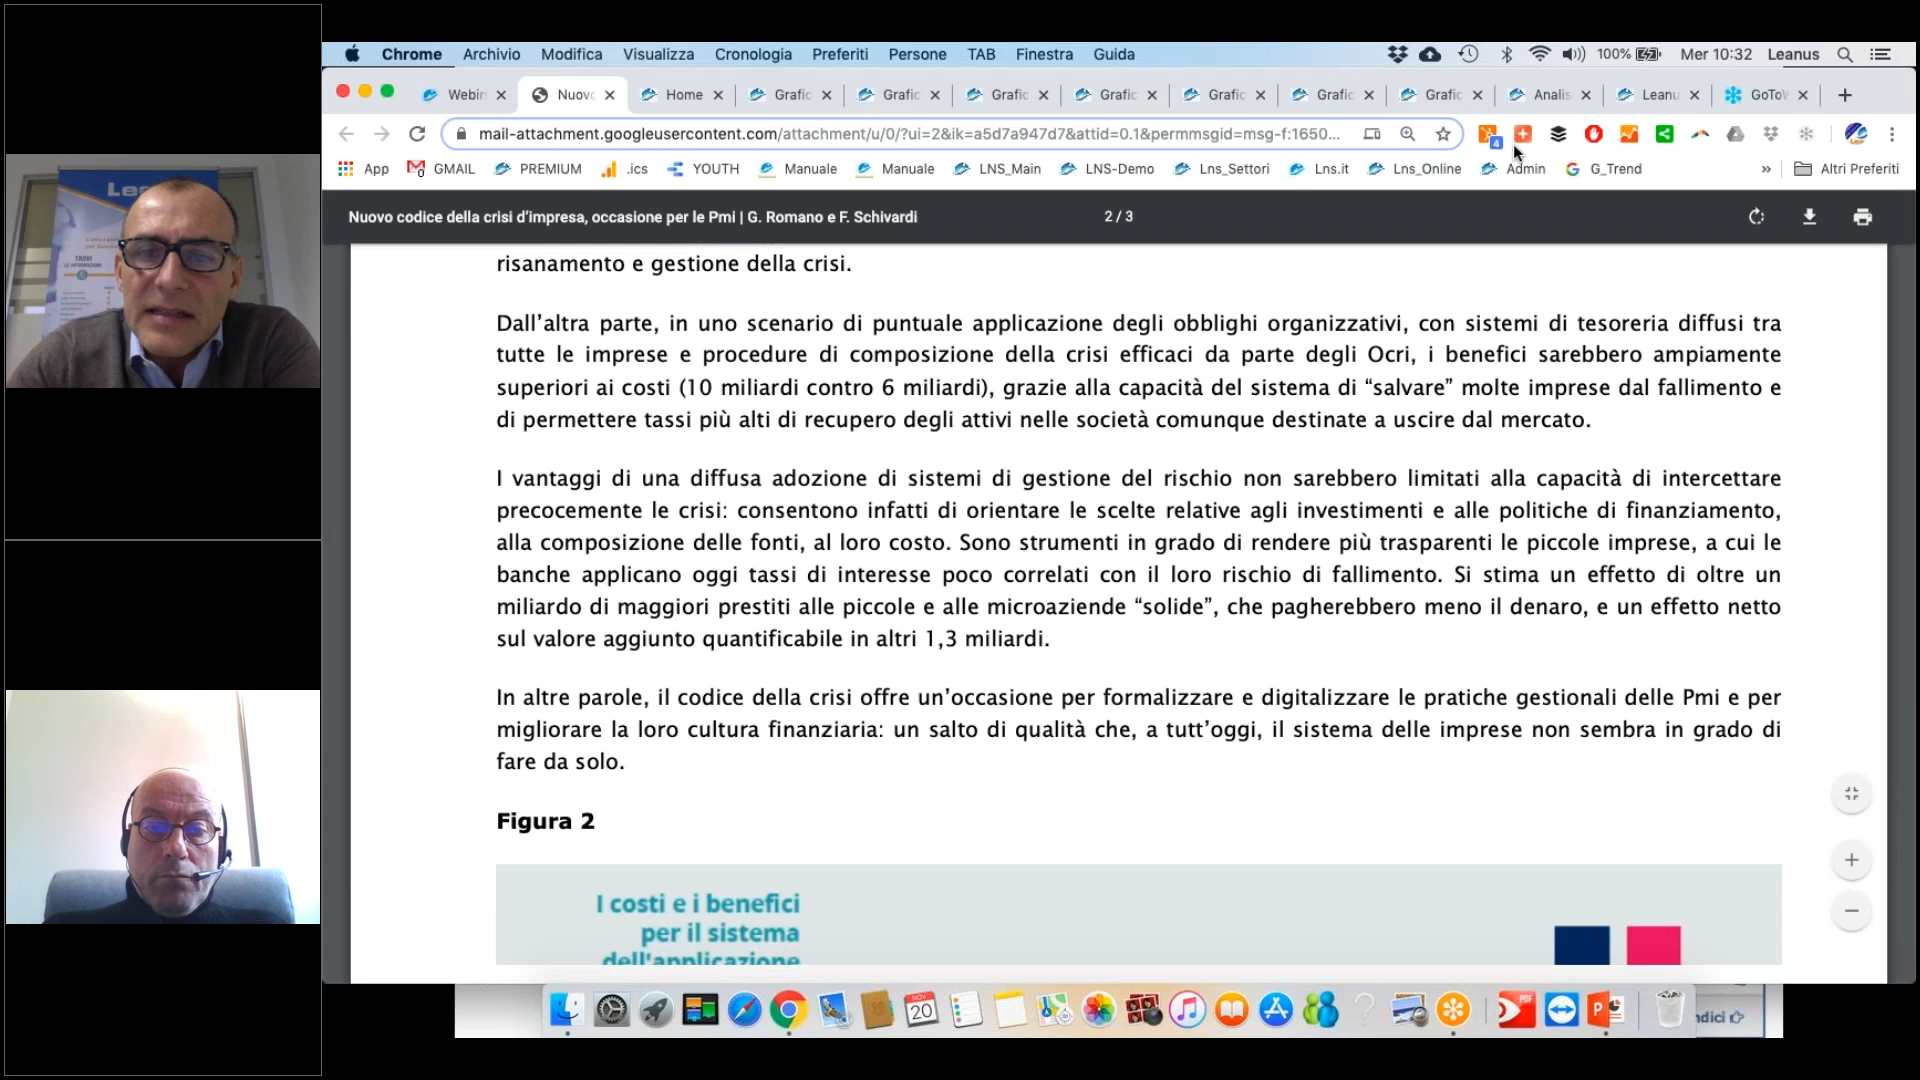 Chrome Archivio Modifica Visualizza Cronologia Preferiti Persone TAB Finestra Guida 100% Mer 10:32 Leanus
Webin Nuovo Home Grafic Grafic Grafic Grafic Grafic Grafic Grafic Analis Leanu GoToW
mail-attachment.googleusercontent.com/attachment/u/0/?ui=2&ik=a5d7a947d7&attid=0.1&permmsgid=msg-f:1650... 4
App GMAIL PREMIUM .ics YOUTH Manuale Manuale LNS_Main LNS-Demo Lns_Settori Lns.it Lns_Online Admin G_Trend » Altri Preferiti
Nuovo codice della crisi d'impresa, occasione per le Pmi | G. Romano e F. Schivardi 2 / 3
risanamento e gestione della crisi.
Dall'altra parte, in uno scenario di puntuale applicazione degli obblighi organizzativi, con sistemi di tesoreria diffusi tra
tutte le imprese e procedure di composizione della crisi efficaci da parte degli Ocri, i benefici sarebbero ampiamente
superiori ai costi (10 miliardi contro 6 miliardi), grazie alla capacità del sistema di “salvare” molte imprese dal fallimento e
di permettere tassi più alti di recupero degli attivi nelle società comunque destinate a uscire dal mercato.
I vantaggi di una diffusa adozione di sistemi di gestione del rischio non sarebbero limitati alla capacità di intercettare
precocemente le crisi: consentono infatti di orientare le scelte relative agli investimenti e alle politiche di finanziamento,
alla composizione delle fonti, al loro costo. Sono strumenti in grado di rendere più trasparenti le piccole imprese, a cui le
banche applicano oggi tassi di interesse poco correlati con il loro rischio di fallimento. Si stima un effetto di oltre un
miliardo di maggiori prestiti alle piccole e alle microaziende “solide”, che pagherebbero meno il denaro, e un effetto netto
sul valore aggiunto quantificabile in altri 1,3 miliardi.
In altre parole, il codice della crisi offre un'occasione per formalizzare e digitalizzare le pratiche gestionali delle Pmi e per
migliorare la loro cultura finanziaria: un salto di qualità che, a tutt'oggi, il sistema delle imprese non sembra in grado di
fare da solo.
Figura 2
I costi e i benefici
per il sistema
dell'applicazione
NOV
20
PDF
ndici
Lea
TROVI